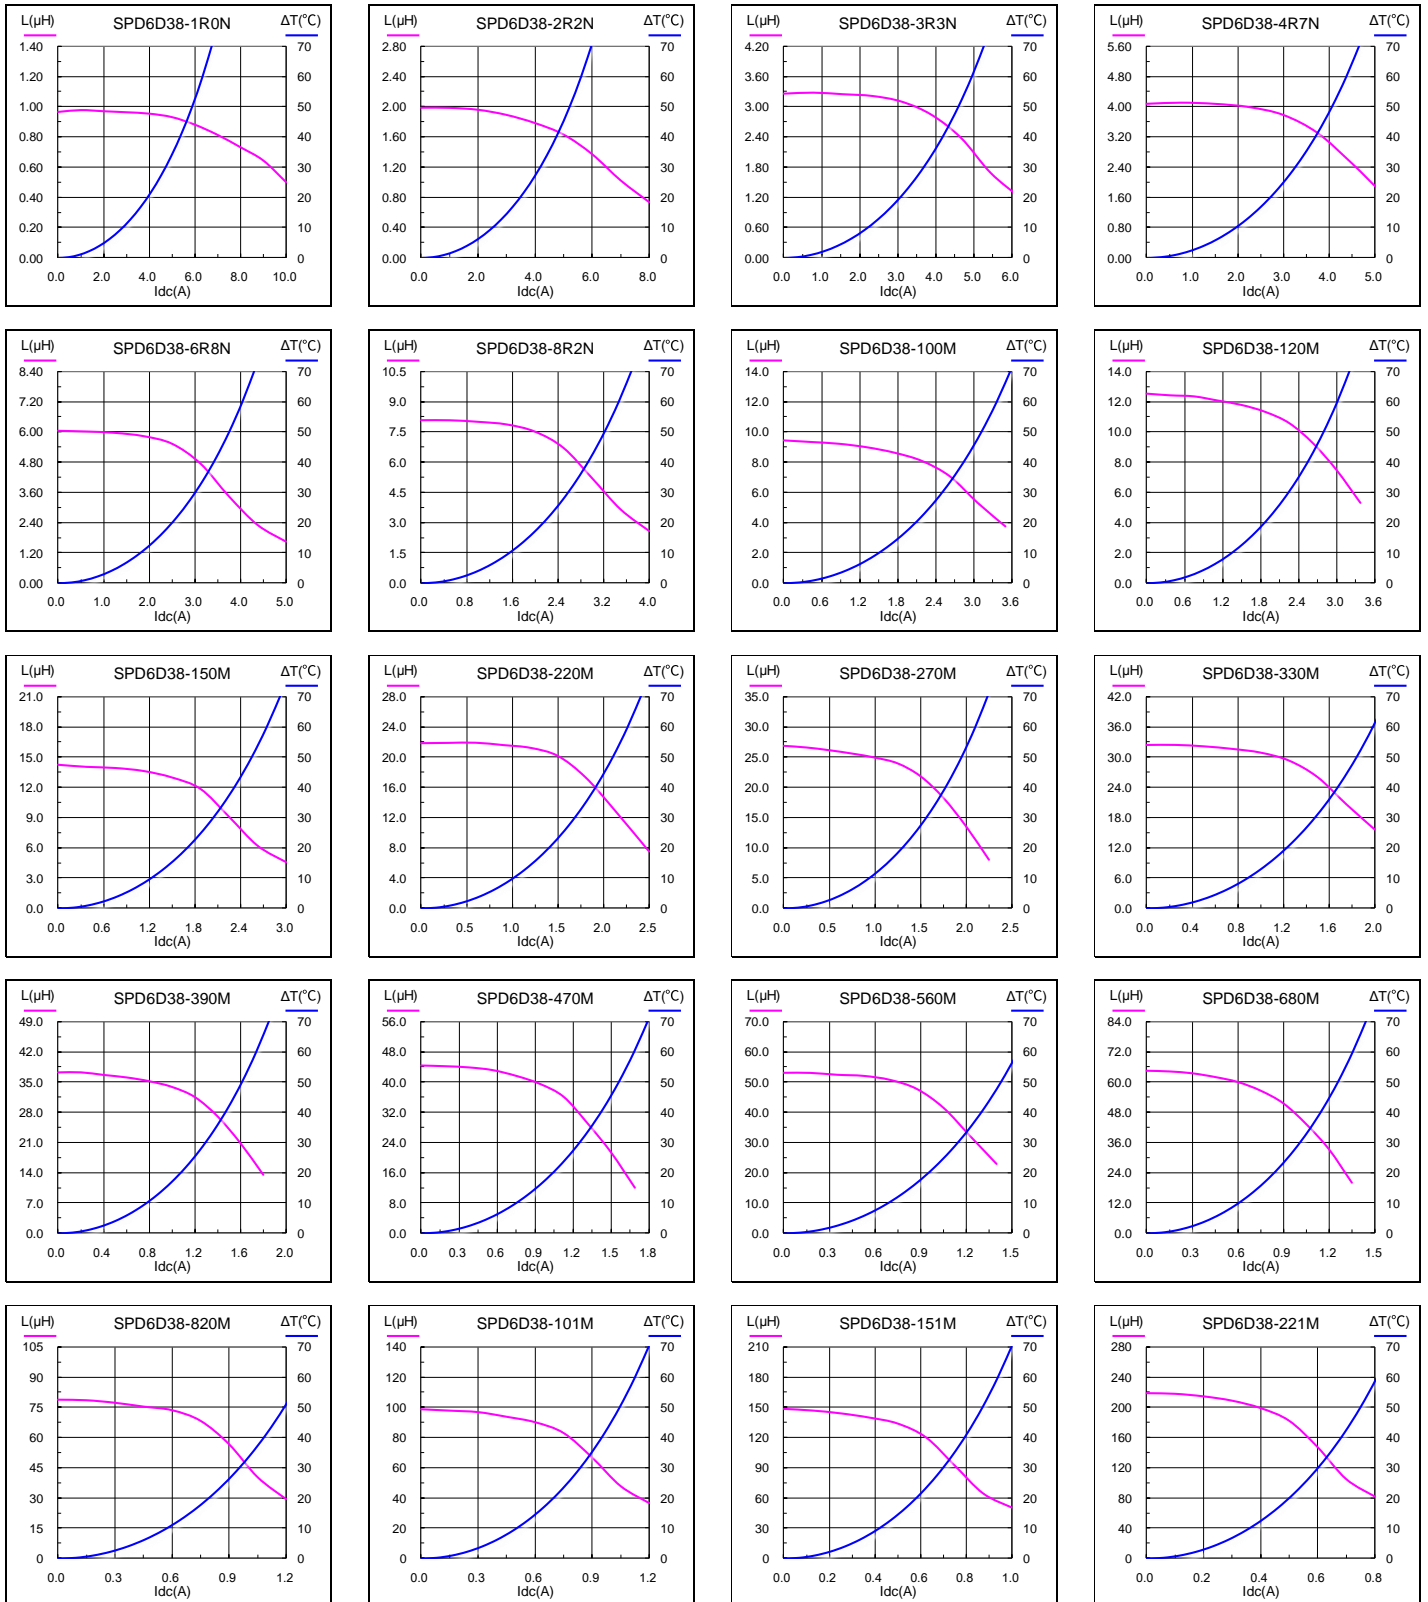 L(μH) SPD6D38-1R0N ΔT(℃)
1.40 70
1.20 60
1.00 50
0.80 40
0.60 30
0.40 20
0.20 10
0.00 0
0.0 2.0 4.0 6.0 8.0 10.0
Idc(A)
L(μH) SPD6D38-2R2N ΔT(℃)
2.80 70
2.40 60
2.00 50
1.60 40
1.20 30
0.80 20
0.40 10
0.00 0
0.0 2.0 4.0 6.0 8.0
Idc(A)
L(μH) SPD6D38-3R3N ΔT(℃)
4.20 70
3.60 60
3.00 50
2.40 40
1.80 30
1.20 20
0.60 10
0.00 0
0.0 1.0 2.0 3.0 4.0 5.0 6.0
Idc(A)
L(μH) SPD6D38-4R7N ΔT(℃)
5.60 70
4.80 60
4.00 50
3.20 40
2.40 30
1.60 20
0.80 10
0.00 0
0.0 1.0 2.0 3.0 4.0 5.0
Idc(A)
L(μH) SPD6D38-6R8N ΔT(℃)
8.40 70
7.20 60
6.00 50
4.80 40
3.60 30
2.40 20
1.20 10
0.00 0
0.0 1.0 2.0 3.0 4.0 5.0
Idc(A)
L(μH) SPD6D38-8R2N ΔT(℃)
10.5 70
9.0 60
7.5 50
6.0 40
4.5 30
3.0 20
1.5 10
0.0 0
0.0 0.8 1.6 2.4 3.2 4.0
Idc(A)
L(μH) SPD6D38-100M ΔT(℃)
14.0 70
12.0 60
10.0 50
8.0 40
6.0 30
4.0 20
2.0 10
0.0 0
0.0 0.6 1.2 1.8 2.4 3.0 3.6
Idc(A)
L(μH) SPD6D38-120M ΔT(℃)
14.0 70
12.0 60
10.0 50
8.0 40
6.0 30
4.0 20
2.0 10
0.0 0
0.0 0.6 1.2 1.8 2.4 3.0 3.6
Idc(A)
L(μH) SPD6D38-150M ΔT(℃)
21.0 70
18.0 60
15.0 50
12.0 40
9.0 30
6.0 20
3.0 10
0.0 0
0.0 0.6 1.2 1.8 2.4 3.0
Idc(A)
L(μH) SPD6D38-220M ΔT(℃)
28.0 70
24.0 60
20.0 50
16.0 40
12.0 30
8.0 20
4.0 10
0.0 0
0.0 0.5 1.0 1.5 2.0 2.5
Idc(A)
L(μH) SPD6D38-270M ΔT(℃)
35.0 70
30.0 60
25.0 50
20.0 40
15.0 30
10.0 20
5.0 10
0.0 0
0.0 0.5 1.0 1.5 2.0 2.5
Idc(A)
L(μH) SPD6D38-330M ΔT(℃)
42.0 70
36.0 60
30.0 50
24.0 40
18.0 30
12.0 20
6.0 10
0.0 0
0.0 0.4 0.8 1.2 1.6 2.0
Idc(A)
L(μH) SPD6D38-390M ΔT(℃)
49.0 70
42.0 60
35.0 50
28.0 40
21.0 30
14.0 20
7.0 10
0.0 0
0.0 0.4 0.8 1.2 1.6 2.0
Idc(A)
L(μH) SPD6D38-470M ΔT(℃)
56.0 70
48.0 60
40.0 50
32.0 40
24.0 30
16.0 20
8.0 10
0.0 0
0.0 0.3 0.6 0.9 1.2 1.5 1.8
Idc(A)
L(μH) SPD6D38-560M ΔT(℃)
70.0 70
60.0 60
50.0 50
40.0 40
30.0 30
20.0 20
10.0 10
0.0 0
0.0 0.3 0.6 0.9 1.2 1.5
Idc(A)
L(μH) SPD6D38-680M ΔT(℃)
84.0 70
72.0 60
60.0 50
48.0 40
36.0 30
24.0 20
12.0 10
0.0 0
0.0 0.3 0.6 0.9 1.2 1.5
Idc(A)
L(μH) SPD6D38-820M ΔT(℃)
105 70
90 60
75 50
60 40
45 30
30 20
15 10
0 0
0.0 0.3 0.6 0.9 1.2
Idc(A)
L(μH) SPD6D38-101M ΔT(℃)
140 70
120 60
100 50
80 40
60 30
40 20
20 10
0 0
0.0 0.3 0.6 0.9 1.2
Idc(A)
L(μH) SPD6D38-151M ΔT(℃)
210 70
180 60
150 50
120 40
90 30
60 20
30 10
0 0
0.0 0.2 0.4 0.6 0.8 1.0
Idc(A)
L(μH) SPD6D38-221M ΔT(℃)
280 70
240 60
200 50
160 40
120 30
80 20
40 10
0 0
0.0 0.2 0.4 0.6 0.8
Idc(A)